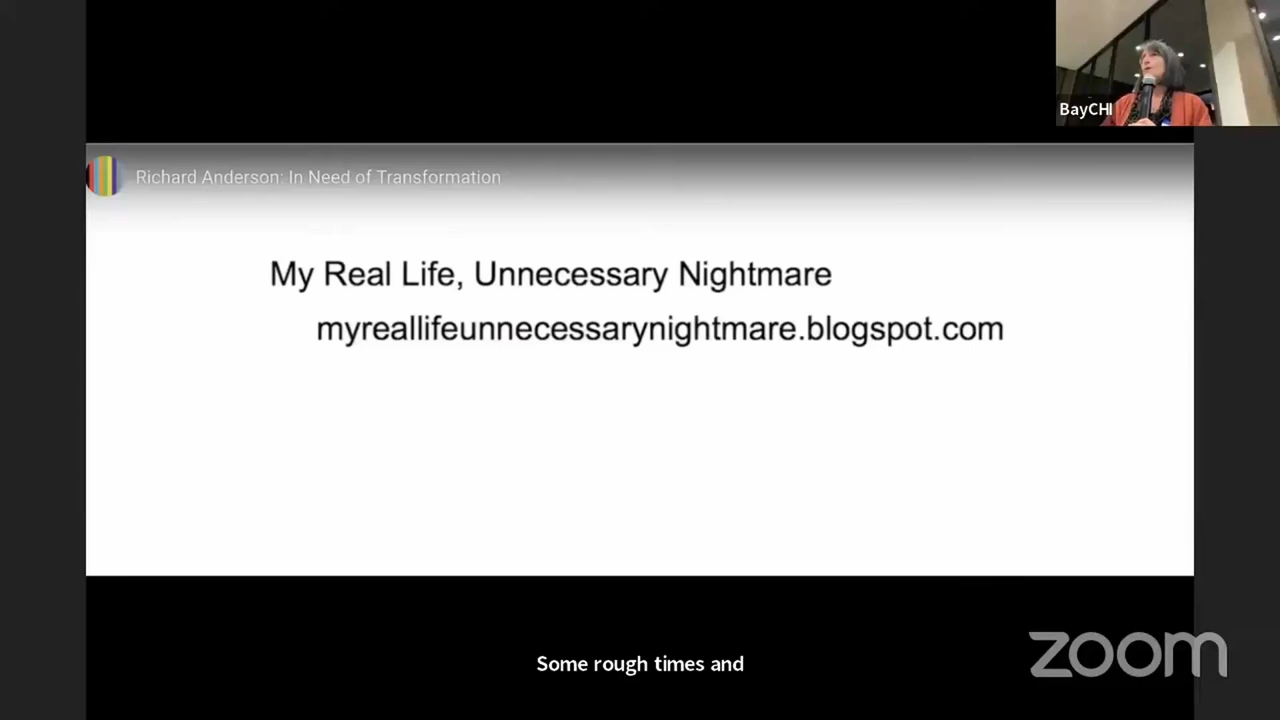 BayCHI
Richard Anderson: In Need of Transformation
My Real Life, Unnecessary Nightmare
myreallifeunnecessarynightmare.blogspot.com
Some rough times and
zoom